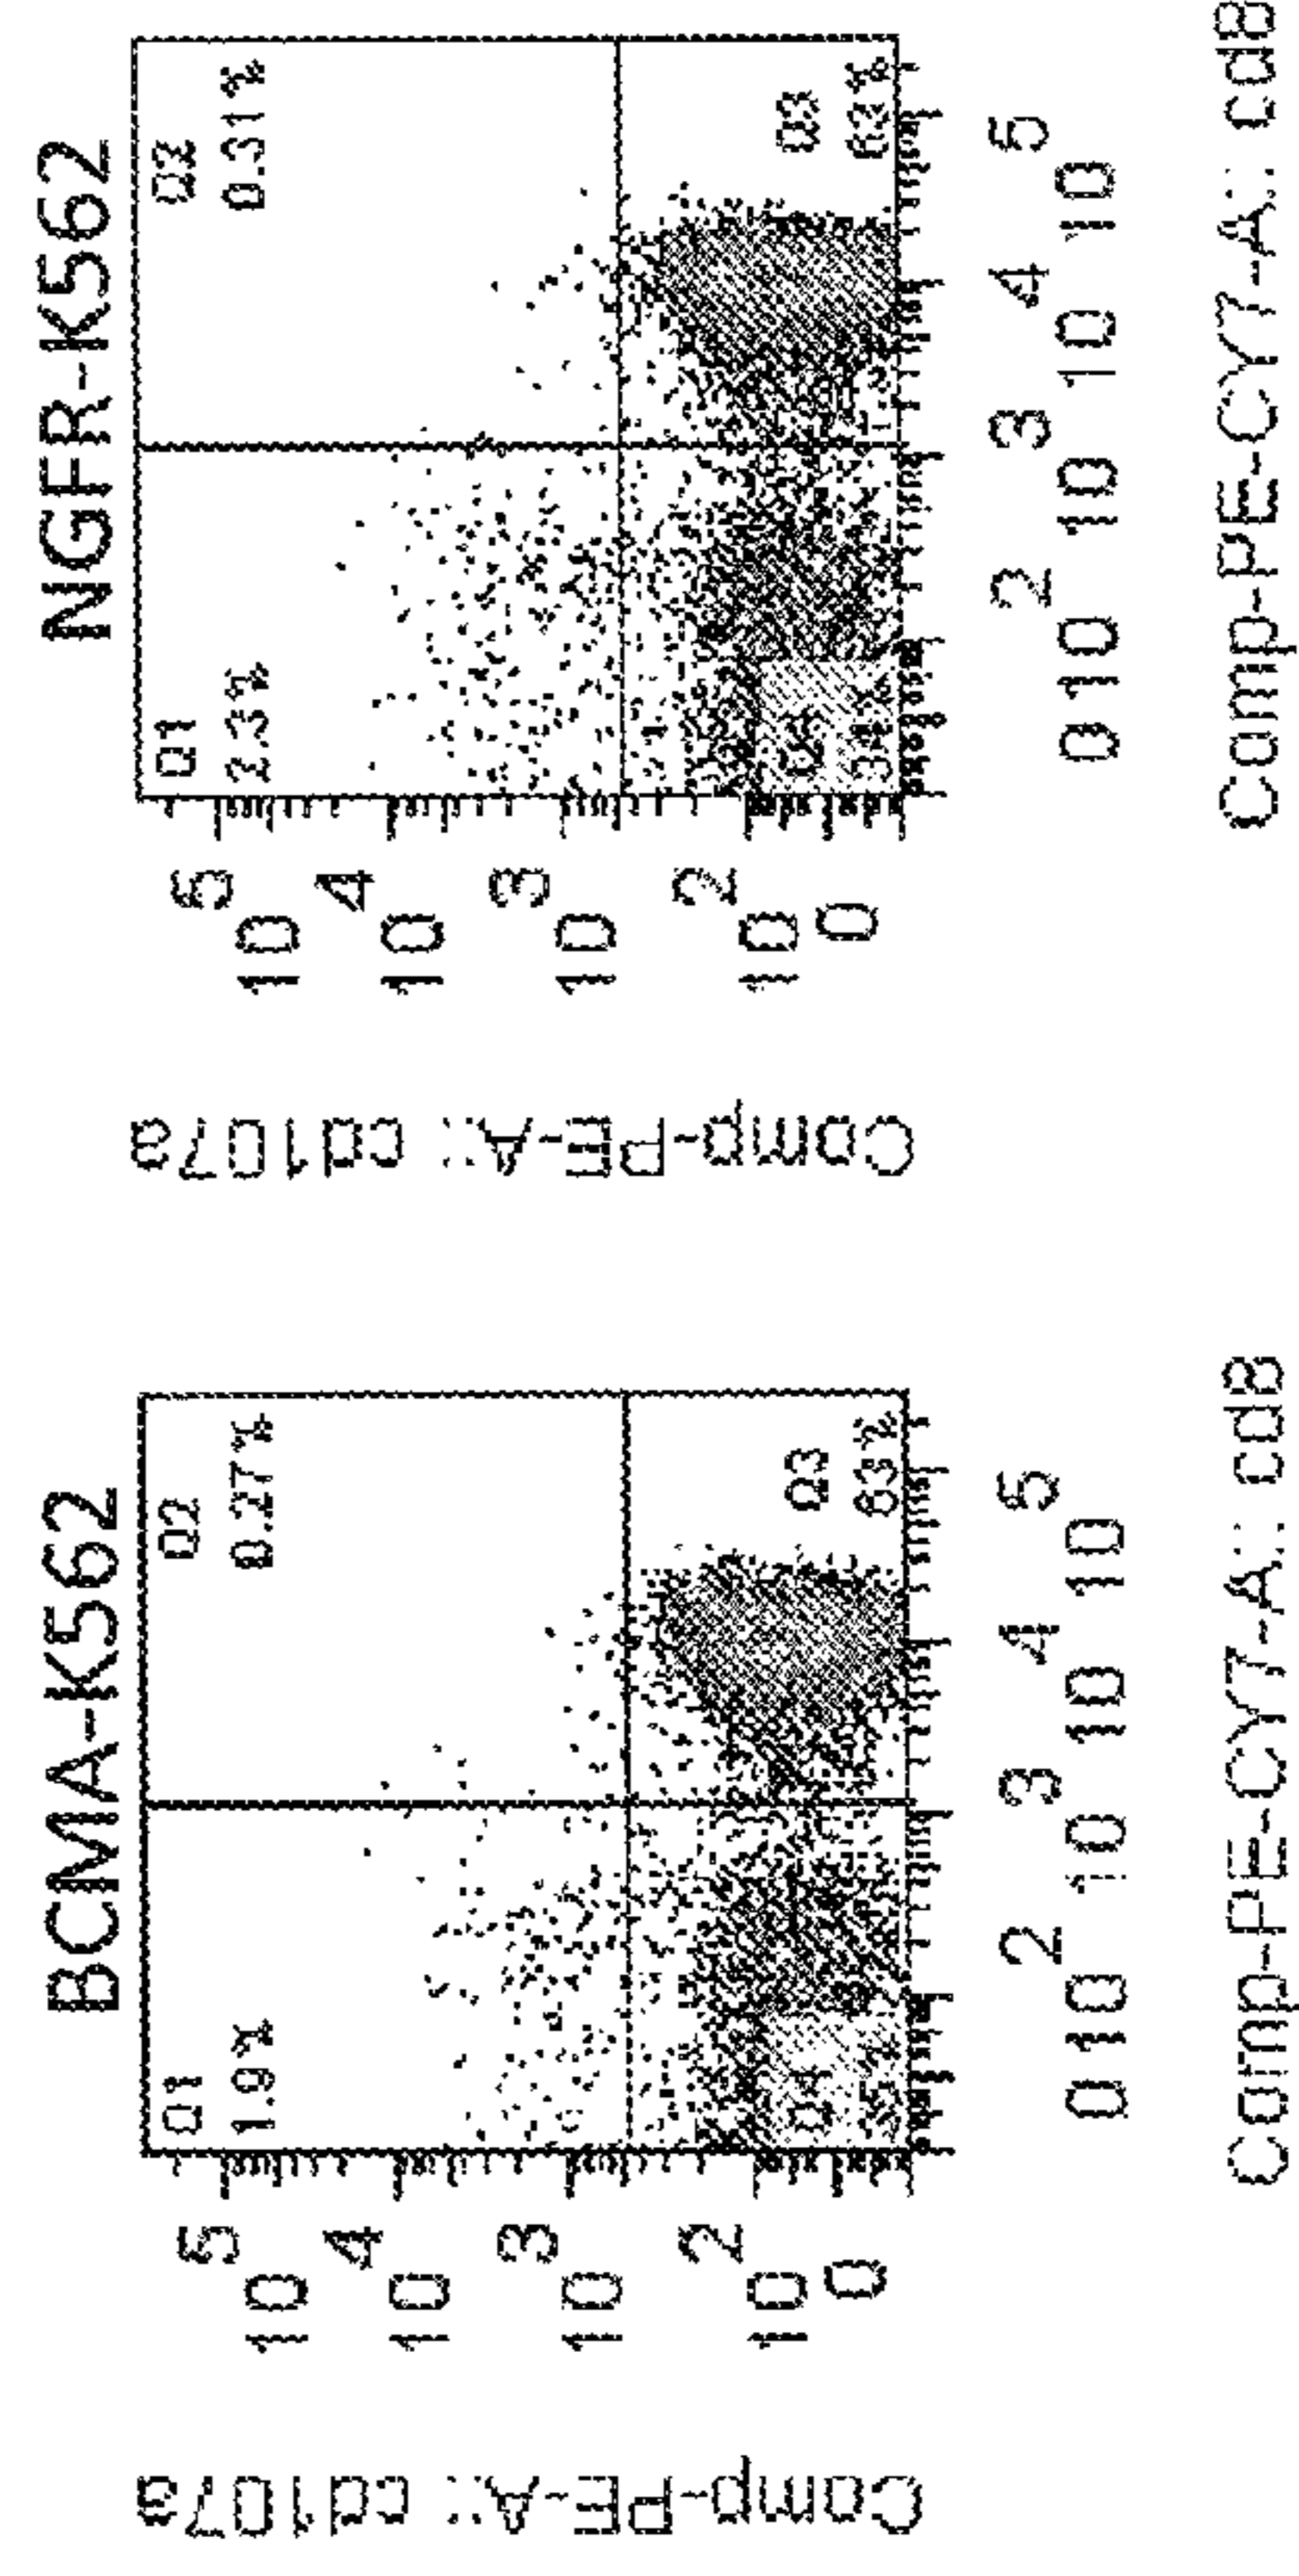 BCMA-K562
Q1
1.9%
Q2
0.27%
Q3
63%
Q4
10 5
10 4
10 3
10 2
0
0 10 2 10 3 10 4 10 5
Comp-PE-A:: cd107a
Comp-PE-CY7-A:: cd8
NGFR-K562
Q1
2.3%
Q2
0.31%
Q3
63%
10 5
10 4
10 3
10 2
0
0 10 2 10 3 10 4 10 5
Comp-PE-A:: cd107a
Comp-PE-CY7-A:: cd8